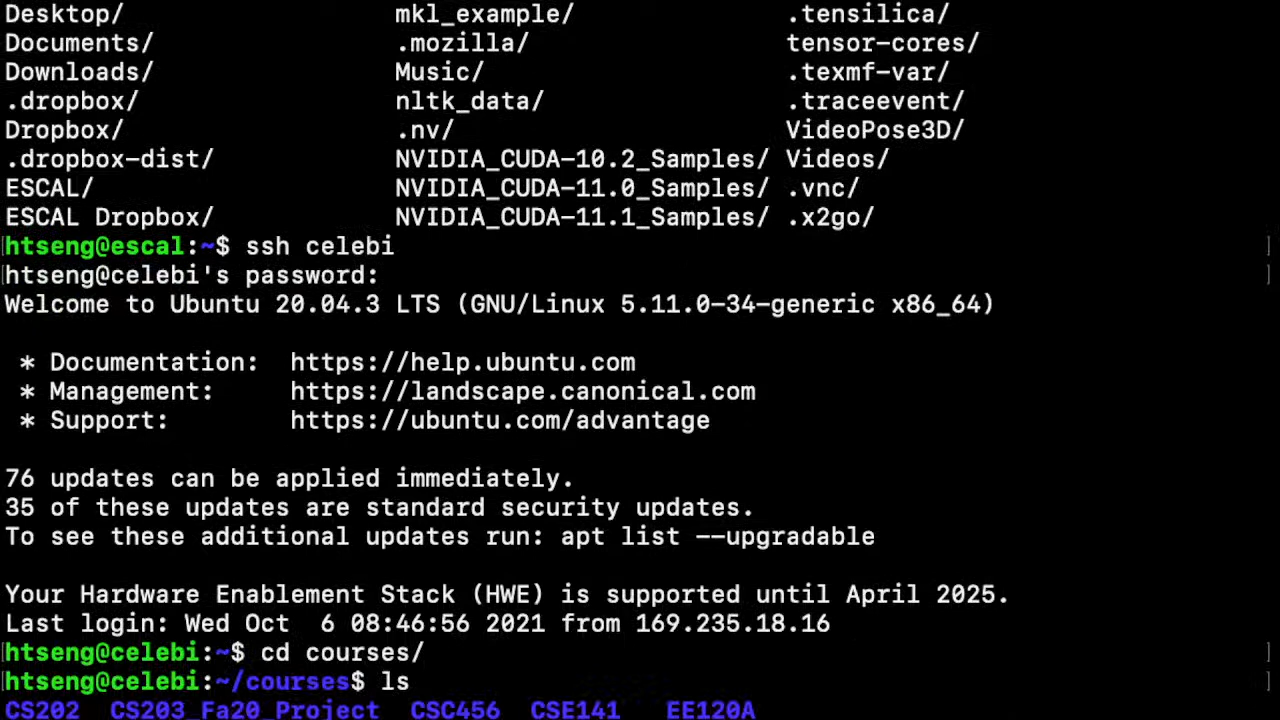 Desktop/ mkl_example/ .tensilica/
Documents/ .mozilla/ tensor-cores/
Downloads/ Music/ .texmf-var/
.dropbox/ nltk_data/ .traceevent/
Dropbox/ .nv/ VideoPose3D/
.dropbox-dist/ NVIDIA_CUDA-10.2_Samples/ Videos/
ESCAL/ NVIDIA_CUDA-11.0_Samples/ .vnc/
ESCAL Dropbox/ NVIDIA_CUDA-11.1_Samples/ .x2go/
htseng@escal:~$ ssh celebi
htseng@celebi's password:
Welcome to Ubuntu 20.04.3 LTS (GNU/Linux 5.11.0-34-generic x86_64)
* Documentation: https://help.ubuntu.com
* Management: https://landscape.canonical.com
* Support: https://ubuntu.com/advantage
76 updates can be applied immediately.
35 of these updates are standard security updates.
To see these additional updates run: apt list --upgradable
Your Hardware Enablement Stack (HWE) is supported until April 2025.
Last login: Wed Oct 6 08:46:56 2021 from 169.235.18.16
htseng@celebi:~$ cd courses/
htseng@celebi:~/courses$ ls
CS202 CS203_Fa20_Project CSC456 CSE141 EE120A